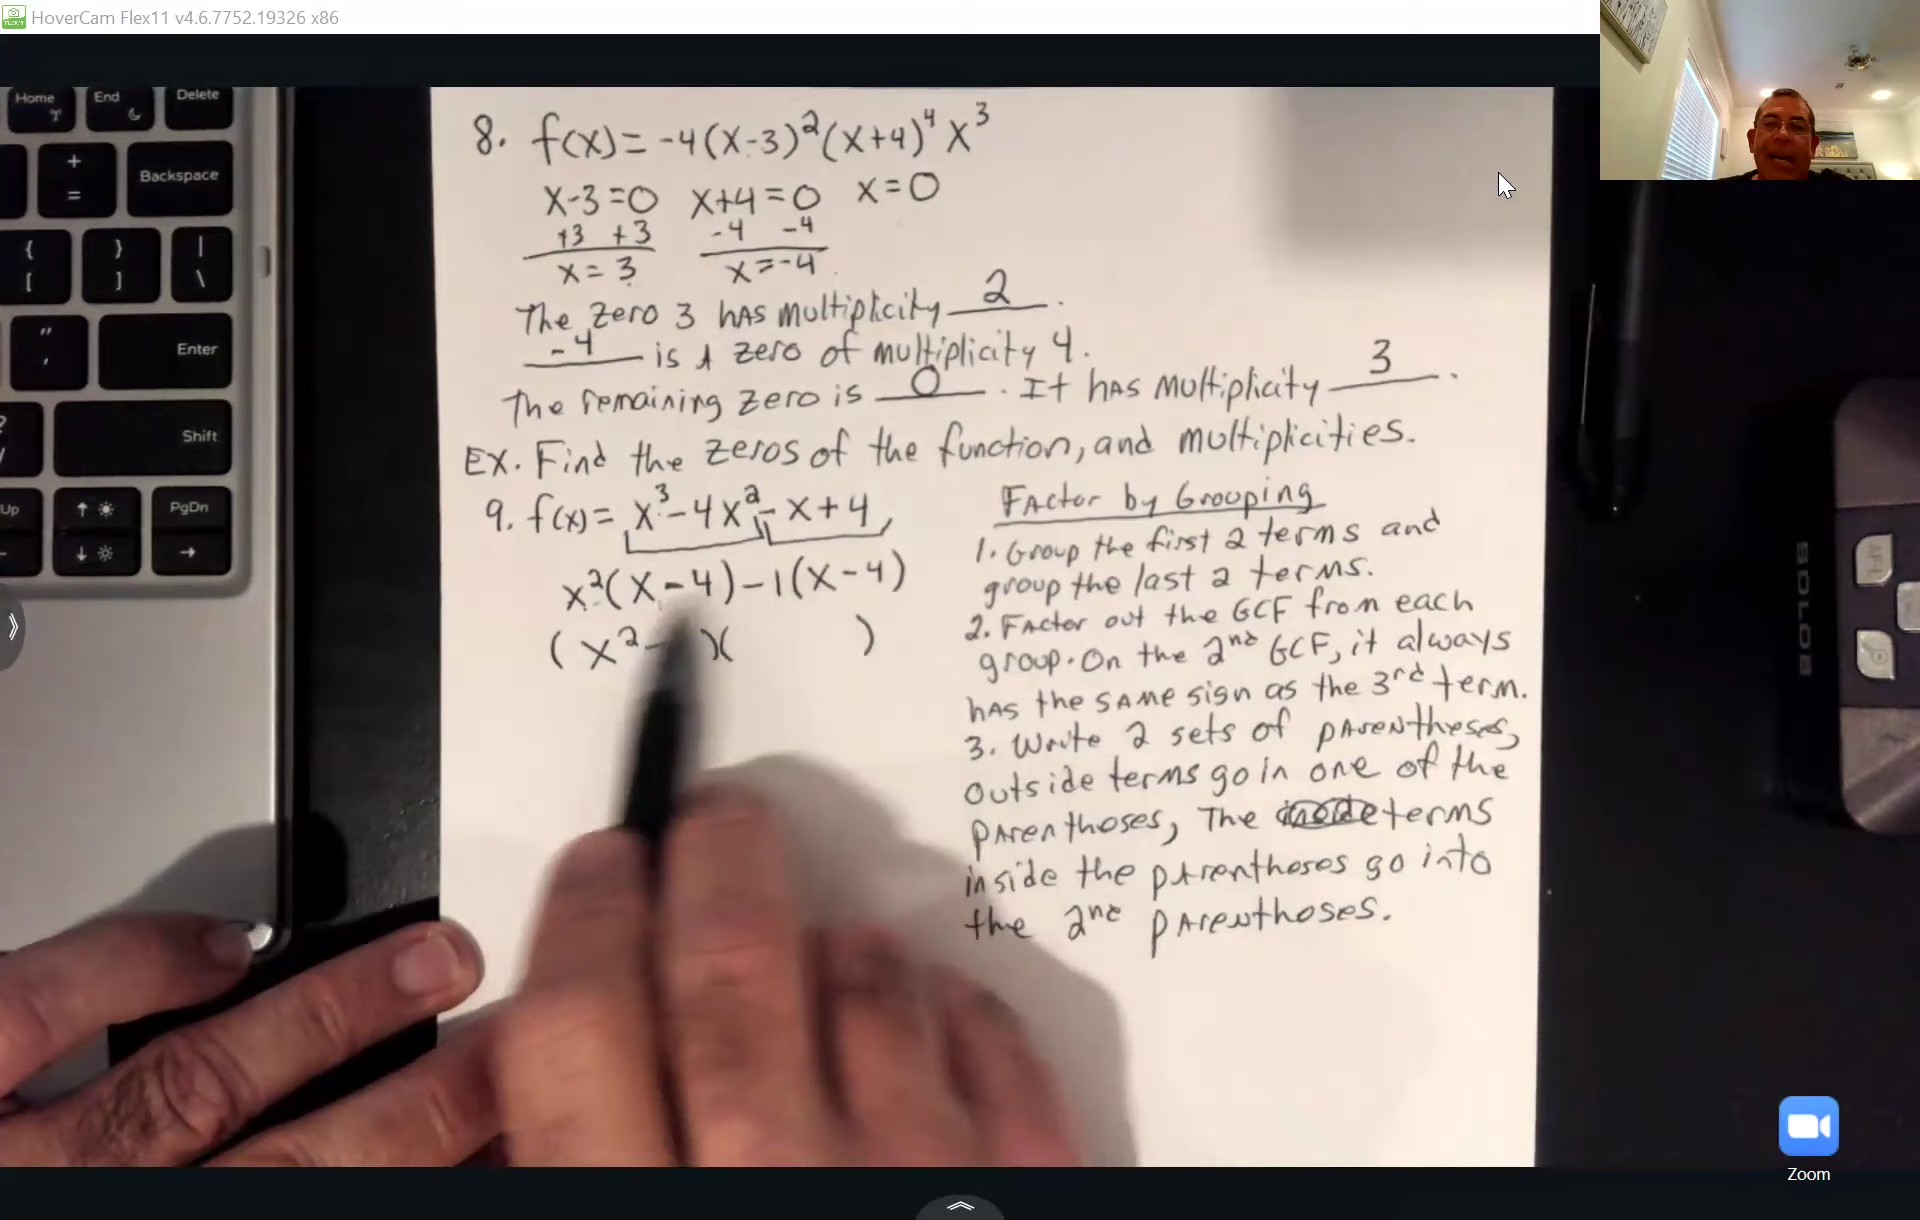 HoverCam Flex11 v4.6.7752.19326 x86
Home End Delete
+
= Backspace
{ } |
[ ] \
"
, Enter
?
/ Shift
Up ↑ PgDn
↓ →
8. f(x) = -4(x-3)²(x+4)⁴x³
x-3=0 x+4=0 x=0
+3 +3 -4 -4
x = 3 x=-4
The zero 3 has multiplicity 2.
-4 is a zero of multiplicity 4.
The remaining zero is 0. It has multiplicity 3.
EX. Find the zeros of the function, and multiplicities.
9. f(x) = x³-4x²-x+4
x²(x-4)-1(x-4)
(x²- )( )
Factor by Grouping
1. Group the first 2 terms and
group the last 2 terms.
2. Factor out the GCF from each
group. On the 2nd GCF, it always
has the same sign as the 3rd term.
3. Write 2 sets of parentheses,
outside terms go in one of the
parentheses, The terms
inside the parentheses go into
the 2nd parentheses.
AF
SOLDB
Zoom